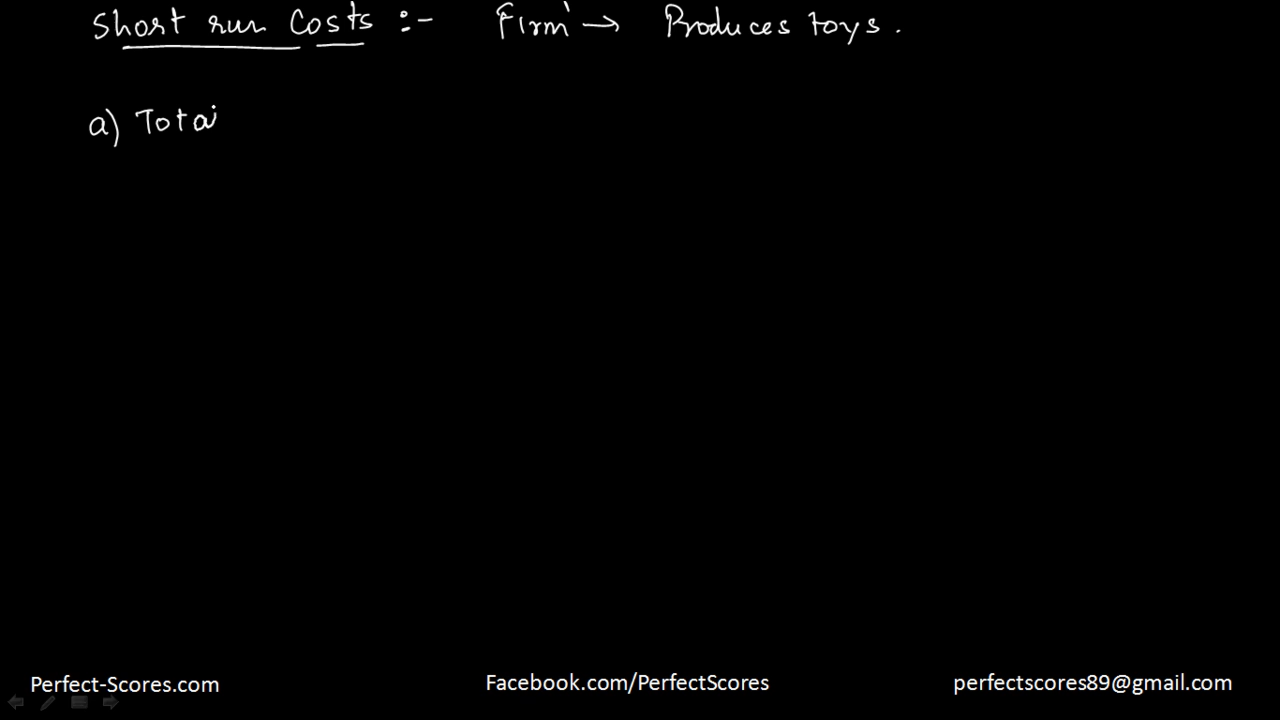 Short run Costs :- Firm → Produces toys.
a) Total
Perfect-Scores.com
Facebook.com/PerfectScores
perfectscores89@gmail.com